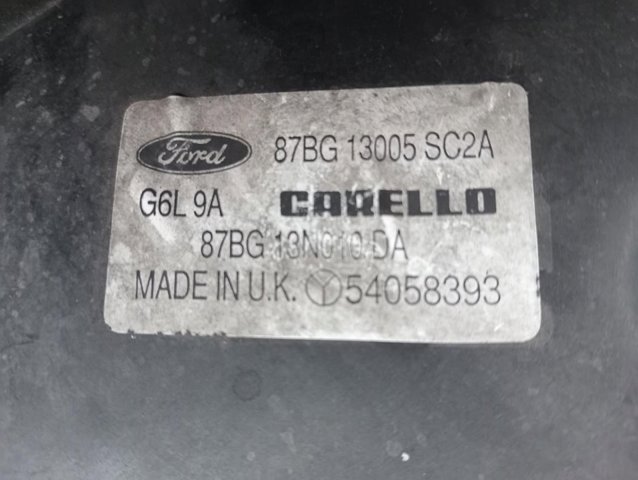 Ford 87BG 13005 SC2A
G6L 9A CARELLO
87BG 13N010 DA
MADE IN U.K. 54058393